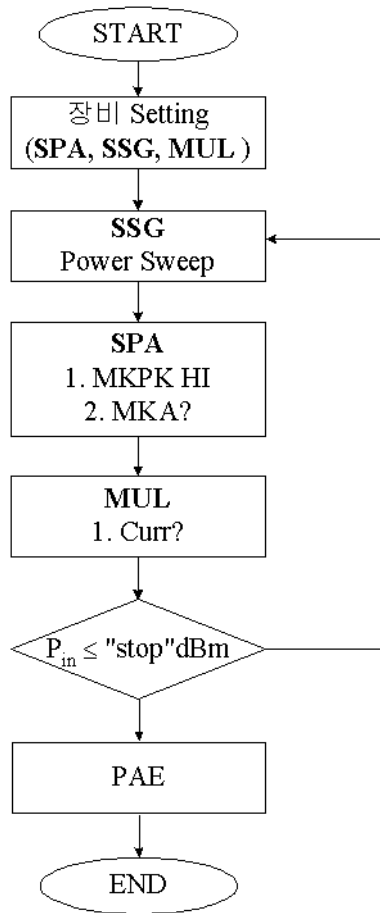 START
장비 Setting
(SPA, SSG, MUL )
SSG
Power Sweep
SPA
1. MKPK HI
2. MKA?
MUL
1. Curr?
Pin ≤ "stop"dBm
PAE
END